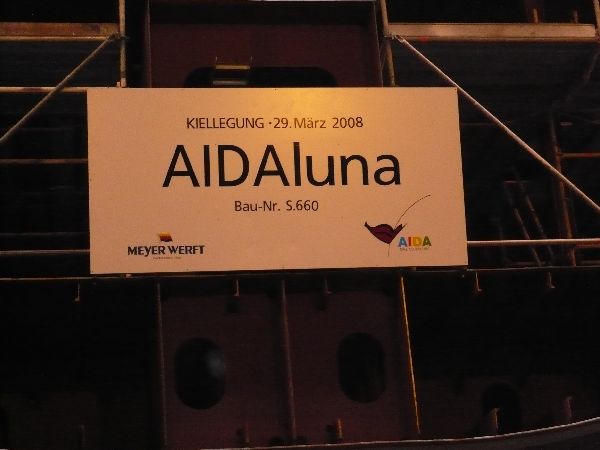 KIELLEGUNG · 29. März 2008
AIDAluna
Bau-Nr. S.660
MEYER WERFT
AIDA